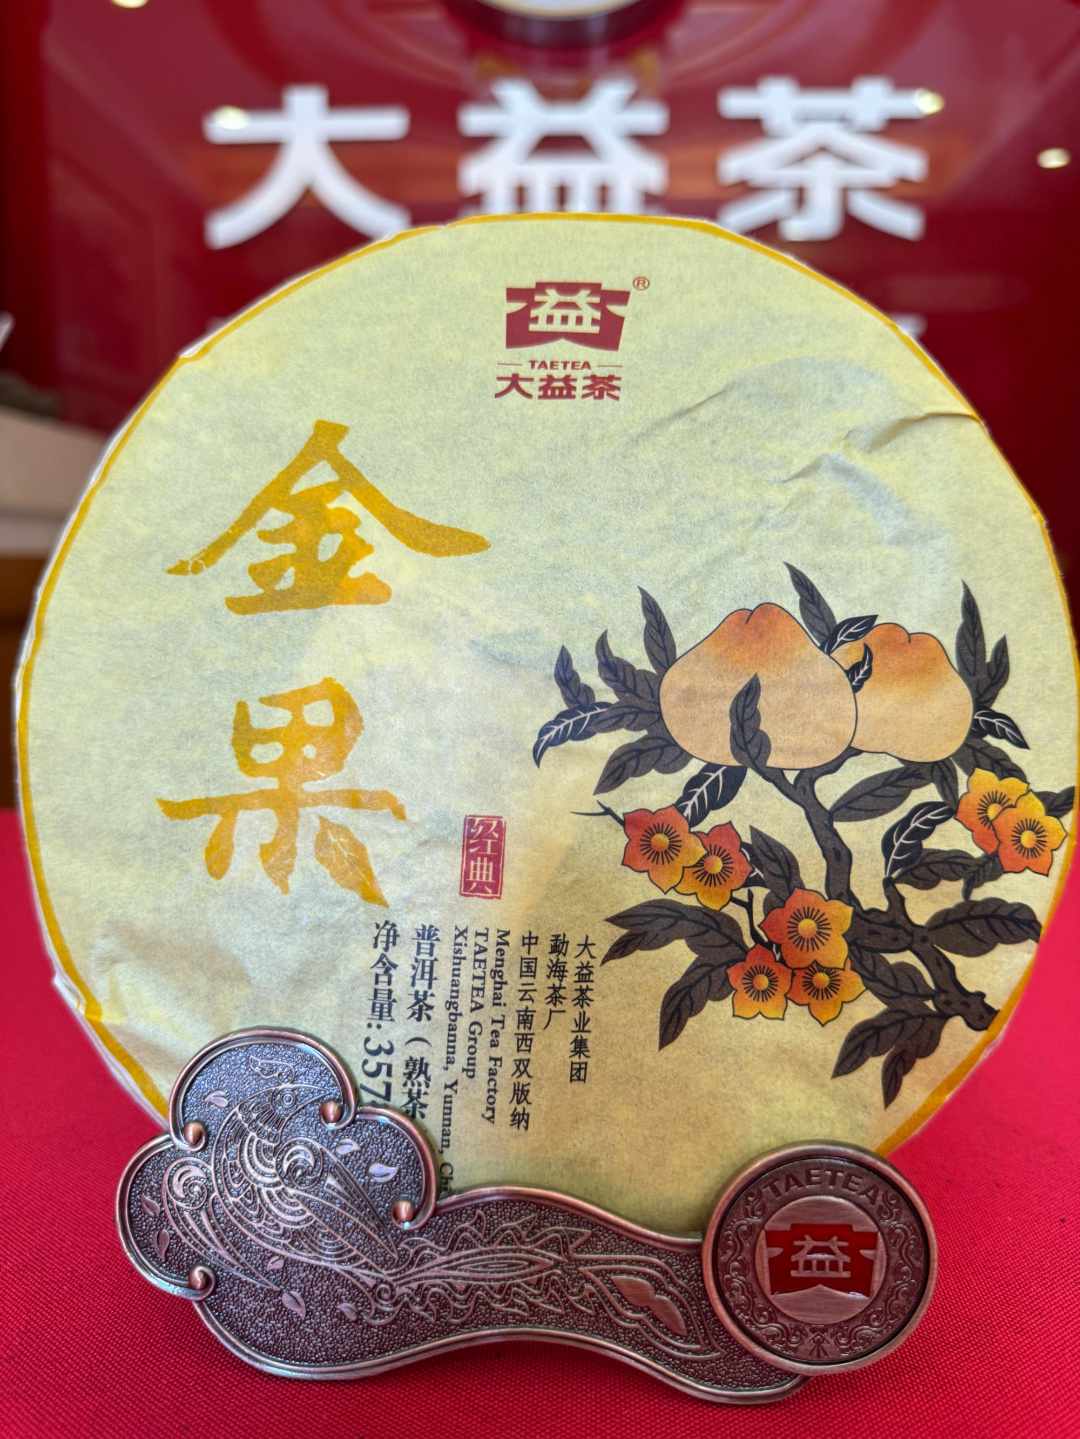 大益茶
益®
TAETEA
大益茶
金果
经典
大益茶业集团
勐海茶厂
中国云南西双版纳
Menghai Tea Factory
TAETEA Group
Xishuangbanna, Yunnan, Ch
普洱茶（熟茶
净含量:357
TAETEA
益
茶